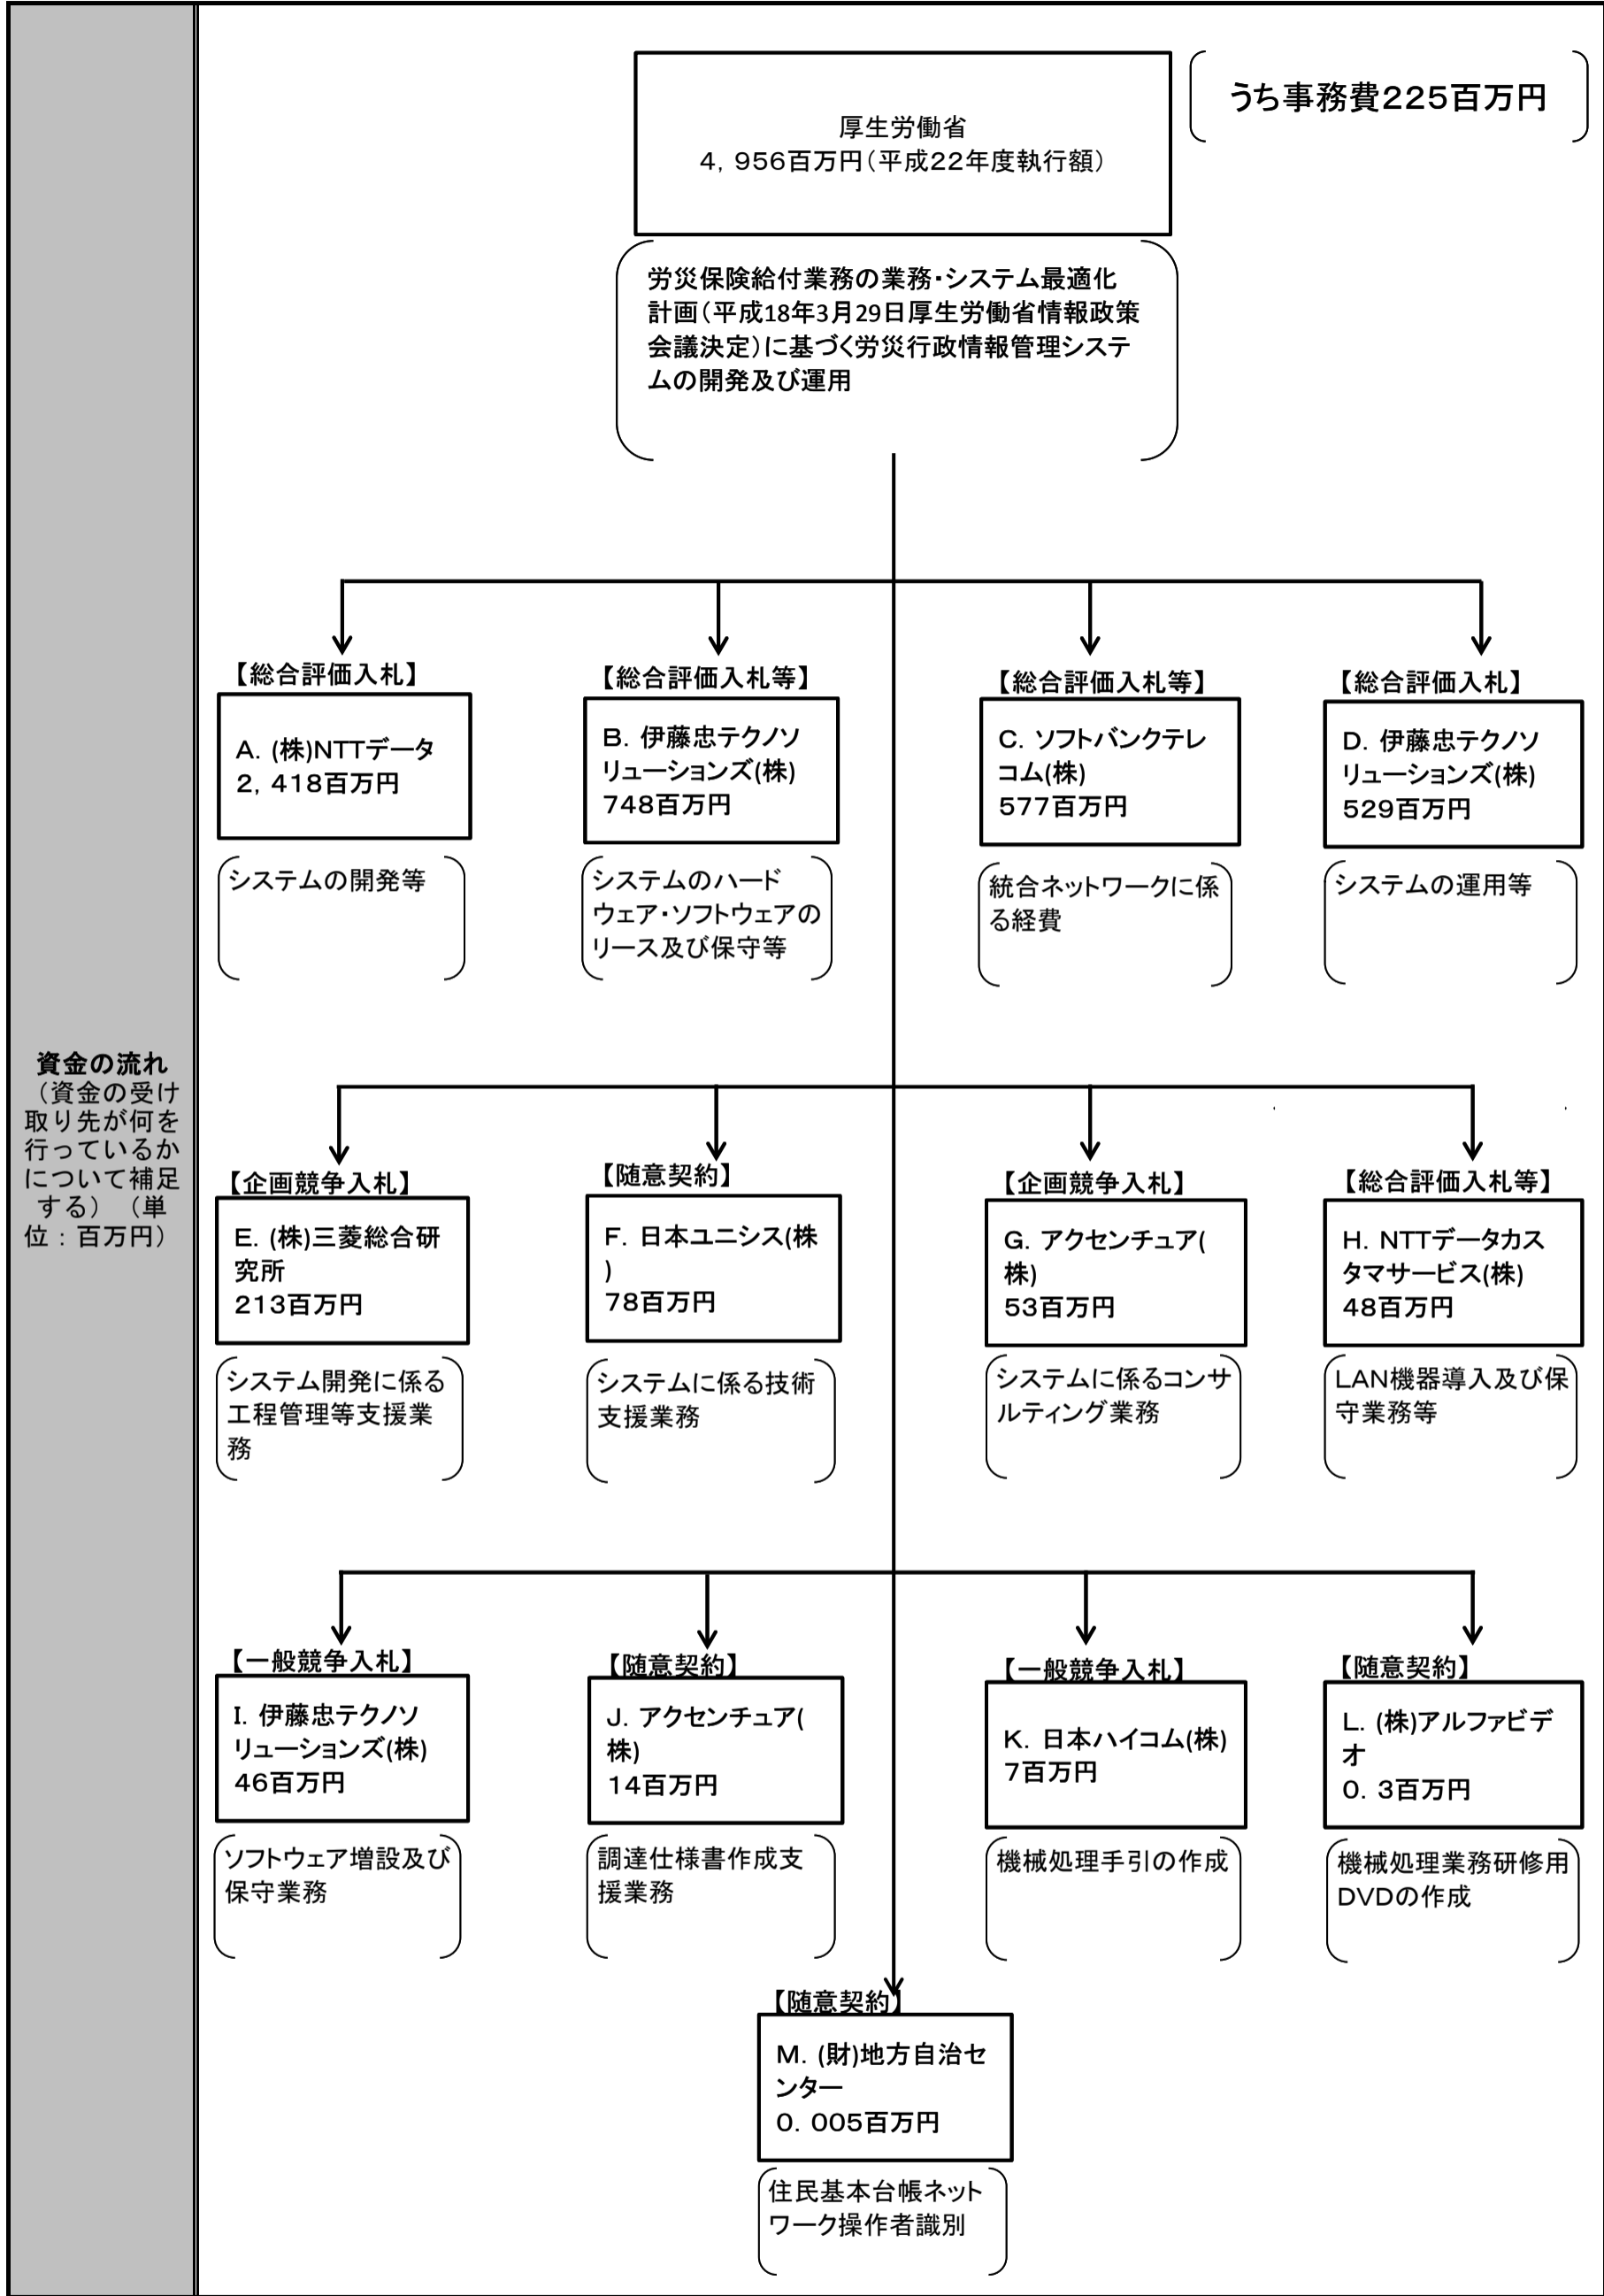 資金の流れ
（資金の受け
取り先が何を
行っているか
について補足
する）（単
位：百万円）
厚生労働省
4，956百万円（平成22年度執行額）
うち事務費225百万円
労災保険給付業務の業務・システム最適化
計画（平成18年3月29日厚生労働省情報政策
会議決定）に基づく労災行政情報管理システ
ムの開発及び運用
【総合評価入札】
A．(株)NTTデータ
2，418百万円
システムの開発等
【総合評価入札等】
B．伊藤忠テクノソ
リューションズ(株)
748百万円
システムのハード
ウェア・ソフトウェアの
リース及び保守等
【総合評価入札等】
C．ソフトバンクテレ
コム(株)
577百万円
統合ネットワークに係
る経費
【総合評価入札】
D．伊藤忠テクノソ
リューションズ(株)
529百万円
システムの運用等
【企画競争入札】
E．(株)三菱総合研
究所
213百万円
システム開発に係る
工程管理等支援業
務
【随意契約】
F．日本ユニシス(株
)
78百万円
システムに係る技術
支援業務
【企画競争入札】
G．アクセンチュア(
株)
53百万円
システムに係るコンサ
ルティング業務
【総合評価入札等】
H．NTTデータカス
タマサービス(株)
48百万円
LAN機器導入及び保
守業務等
【一般競争入札】
I．伊藤忠テクノソ
リューションズ(株)
46百万円
ソフトウェア増設及び
保守業務
【随意契約】
J．アクセンチュア(
株)
14百万円
調達仕様書作成支
援業務
【一般競争入札】
K．日本ハイコム(株)
7百万円
機械処理手引の作成
【随意契約】
L．(株)アルファビデ
オ
0．3百万円
機械処理業務研修用
DVDの作成
【随意契約】
M．(財)地方自治セ
ンター
0．005百万円
住民基本台帳ネット
ワーク操作者識別